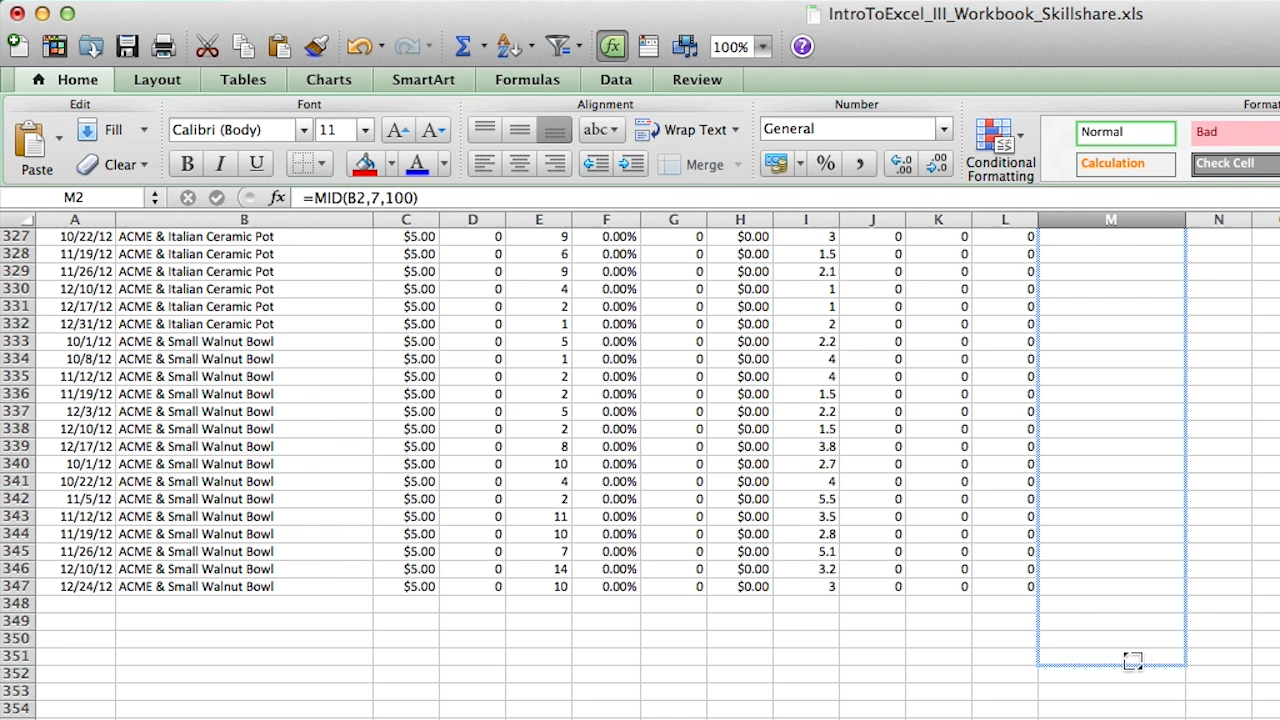 IntroToExcel_III_Workbook_Skillshare.xls
100%
Home Layout Tables Charts SmartArt Formulas Data Review
Edit Font Alignment Number Forma
Fill Calibri (Body) 11 abc Wrap Text General Normal Bad
Paste Clear B I U A Merge % Conditional Formatting Calculation Check Cell
M2 fx =MID(B2,7,100)
A B C D E F G H I J K L M N
327 10/22/12 ACME & Italian Ceramic Pot $5.00 0 9 0.00% 0 $0.00 3 0 0 0
328 11/19/12 ACME & Italian Ceramic Pot $5.00 0 6 0.00% 0 $0.00 1.5 0 0 0
329 11/26/12 ACME & Italian Ceramic Pot $5.00 0 9 0.00% 0 $0.00 2.1 0 0 0
330 12/10/12 ACME & Italian Ceramic Pot $5.00 0 4 0.00% 0 $0.00 1 0 0 0
331 12/17/12 ACME & Italian Ceramic Pot $5.00 0 2 0.00% 0 $0.00 1 0 0 0
332 12/31/12 ACME & Italian Ceramic Pot $5.00 0 1 0.00% 0 $0.00 2 0 0 0
333 10/1/12 ACME & Small Walnut Bowl $5.00 0 5 0.00% 0 $0.00 2.2 0 0 0
334 10/8/12 ACME & Small Walnut Bowl $5.00 0 1 0.00% 0 $0.00 4 0 0 0
335 11/12/12 ACME & Small Walnut Bowl $5.00 0 2 0.00% 0 $0.00 4 0 0 0
336 11/19/12 ACME & Small Walnut Bowl $5.00 0 2 0.00% 0 $0.00 1.5 0 0 0
337 12/3/12 ACME & Small Walnut Bowl $5.00 0 5 0.00% 0 $0.00 2.2 0 0 0
338 12/10/12 ACME & Small Walnut Bowl $5.00 0 2 0.00% 0 $0.00 1.5 0 0 0
339 12/17/12 ACME & Small Walnut Bowl $5.00 0 8 0.00% 0 $0.00 3.8 0 0 0
340 10/1/12 ACME & Small Walnut Bowl $5.00 0 10 0.00% 0 $0.00 2.7 0 0 0
341 10/22/12 ACME & Small Walnut Bowl $5.00 0 4 0.00% 0 $0.00 4 0 0 0
342 11/5/12 ACME & Small Walnut Bowl $5.00 0 2 0.00% 0 $0.00 5.5 0 0 0
343 11/12/12 ACME & Small Walnut Bowl $5.00 0 11 0.00% 0 $0.00 3.5 0 0 0
344 11/19/12 ACME & Small Walnut Bowl $5.00 0 10 0.00% 0 $0.00 2.8 0 0 0
345 11/26/12 ACME & Small Walnut Bowl $5.00 0 7 0.00% 0 $0.00 5.1 0 0 0
346 12/10/12 ACME & Small Walnut Bowl $5.00 0 14 0.00% 0 $0.00 3.2 0 0 0
347 12/24/12 ACME & Small Walnut Bowl $5.00 0 10 0.00% 0 $0.00 3 0 0 0
348
349
350
351
352
353
354